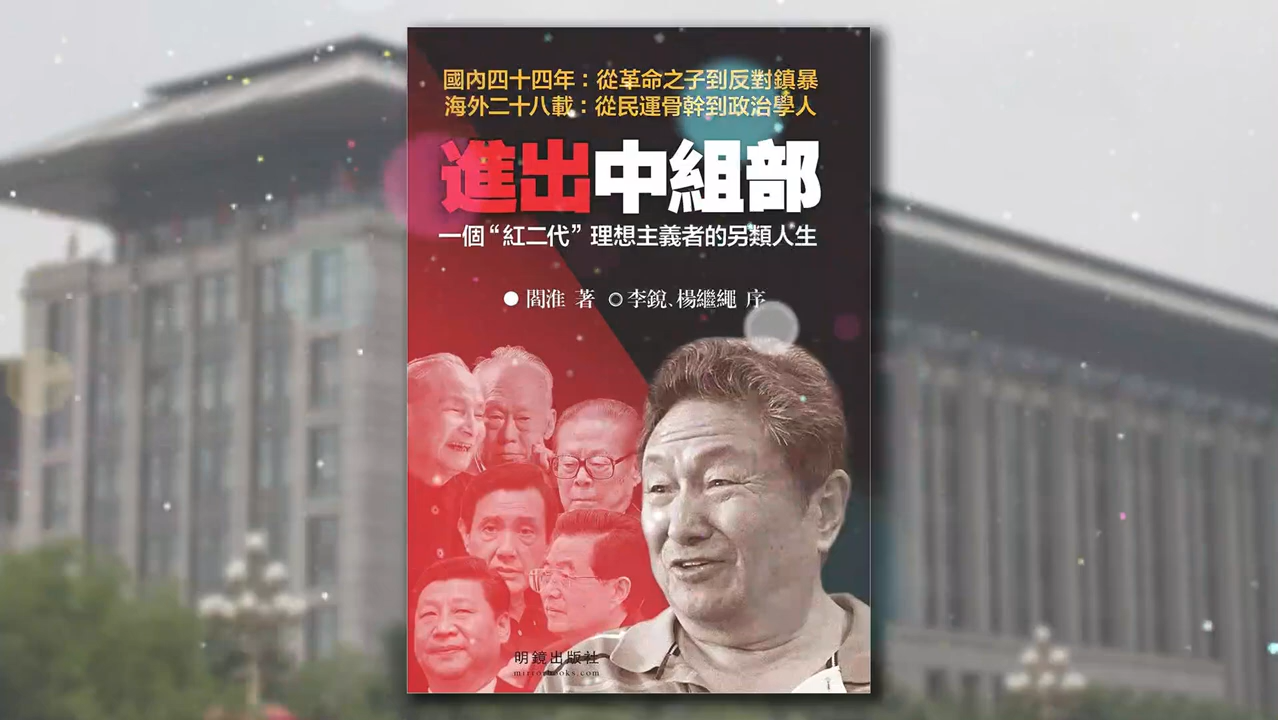 國內四十四年：從革命之子到反對鎮暴
海外二十八載：從民運骨幹到政治學人
進出中組部
一個“紅二代”理想主義者的另類人生
●閻淮 著 ◎李銳、楊繼繩 序
明鏡出版社
mirrorbooks.com